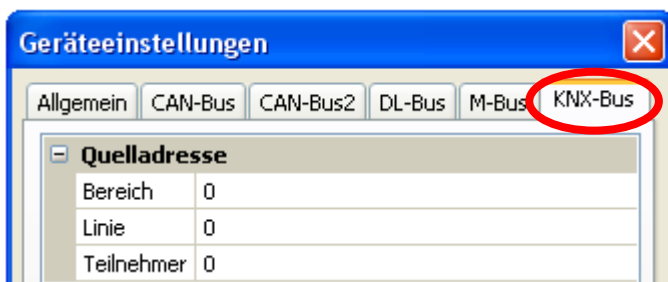 Geräteeinstellungen
Allgemein CAN-Bus CAN-Bus2 DL-Bus M-Bus KNX-Bus
Quelladresse
Bereich 0
Linie 0
Teilnehmer 0